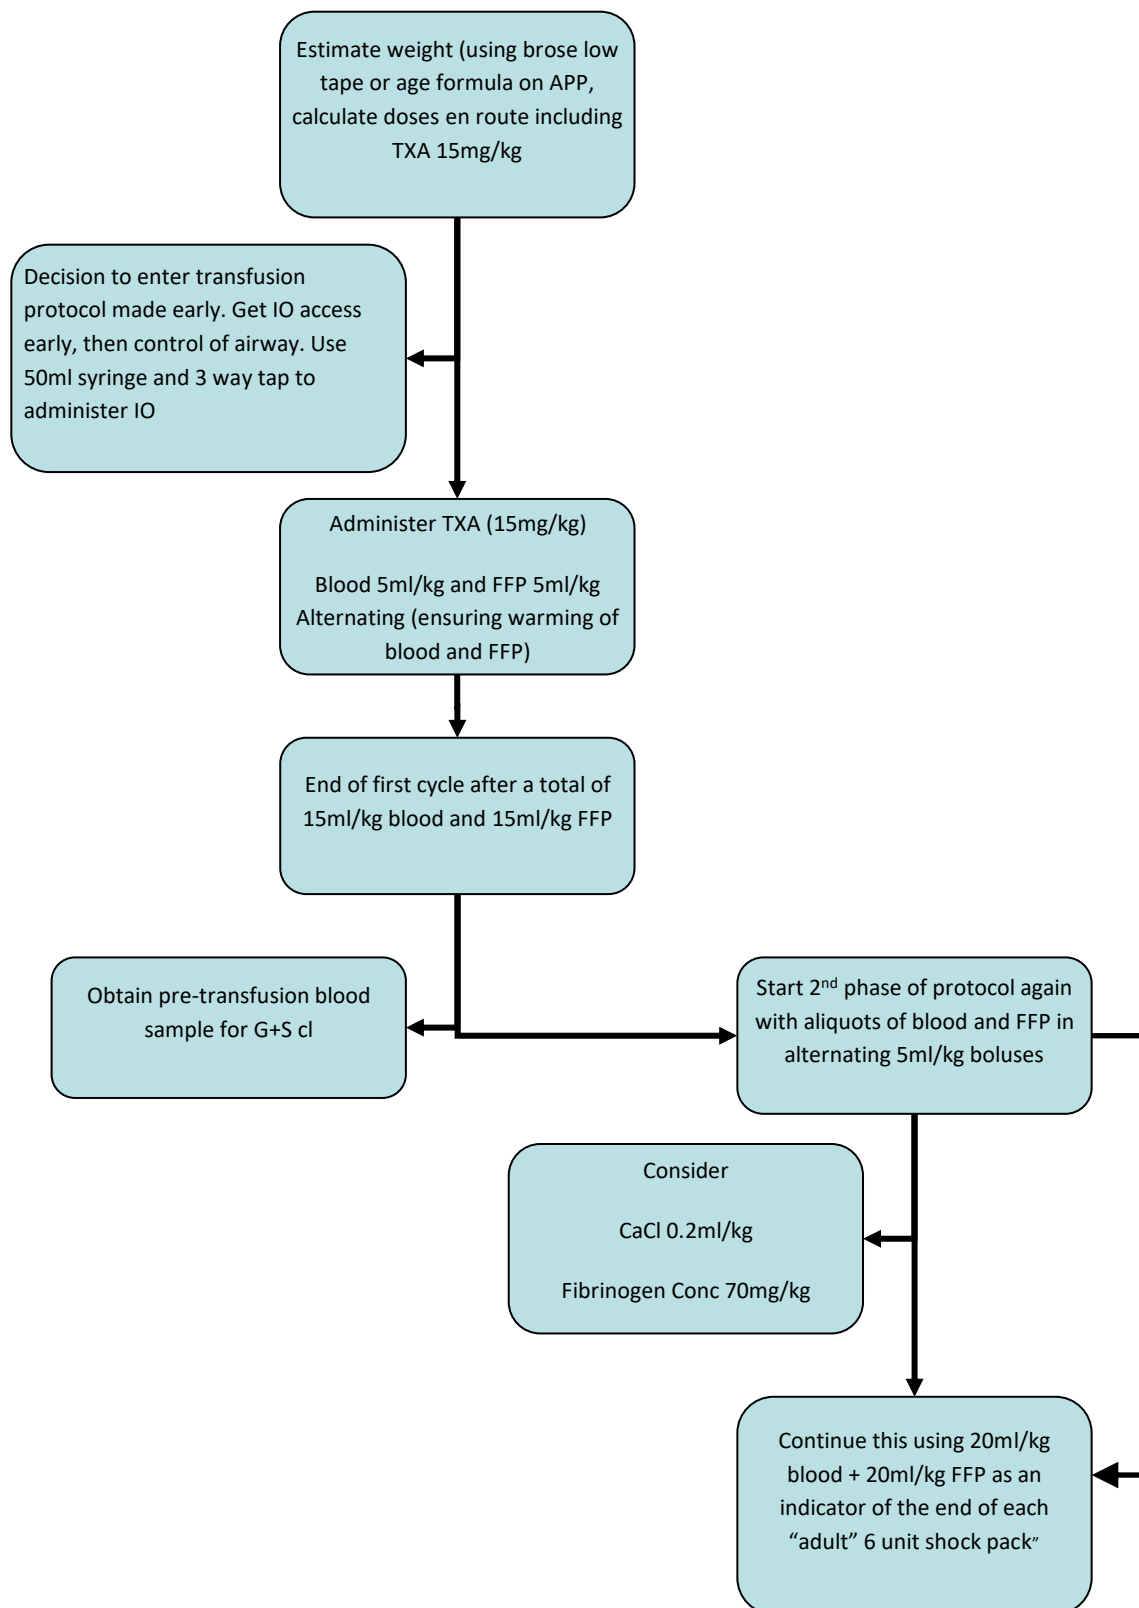 Estimate weight (using brose low
tape or age formula on APP,
calculate doses en route including
TXA 15mg/kg
Decision to enter transfusion
protocol made early. Get IO access
early, then control of airway. Use
50ml syringe and 3 way tap to
administer IO
Administer TXA (15mg/kg)
Blood 5ml/kg and FFP 5ml/kg
Alternating (ensuring warming of
blood and FFP)
End of first cycle after a total of
15ml/kg blood and 15ml/kg FFP
Obtain pre-transfusion blood
sample for G+S cl
Start 2nd phase of protocol again
with aliquots of blood and FFP in
alternating 5ml/kg boluses
Consider
CaCl 0.2ml/kg
Fibrinogen Conc 70mg/kg
Continue this using 20ml/kg
blood + 20ml/kg FFP as an
indicator of the end of each
“adult” 6 unit shock pack”